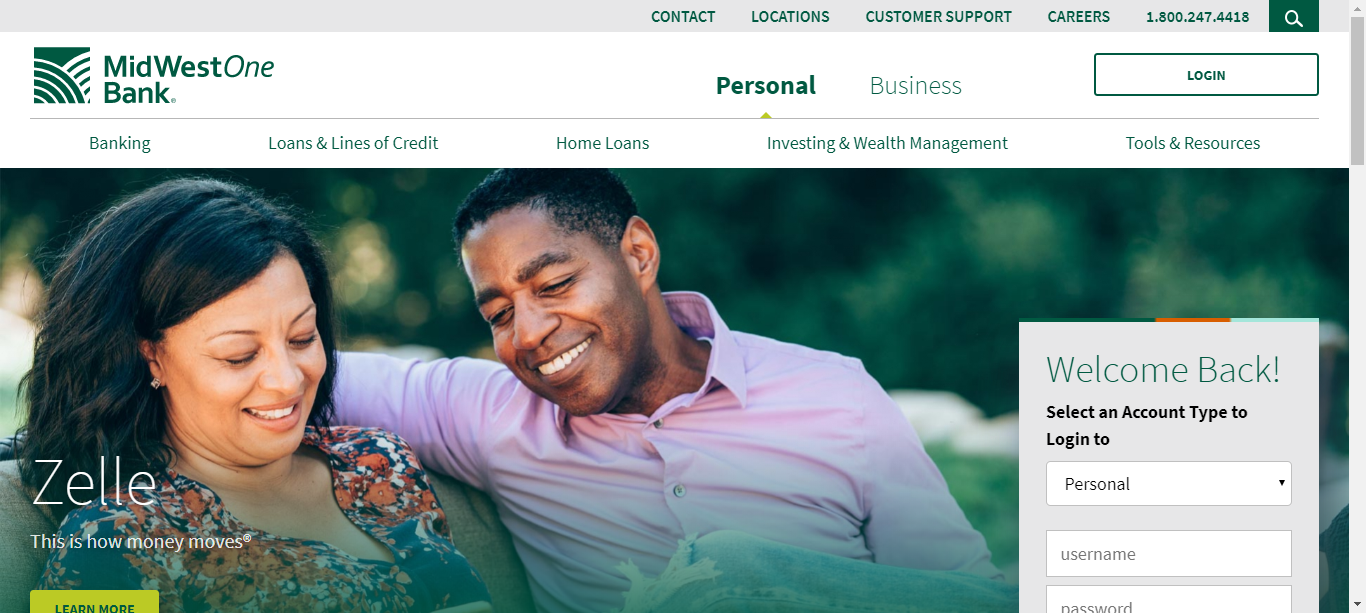 CONTACT LOCATIONS CUSTOMER SUPPORT CAREERS 1.800.247.4418
MidWestOne
Bank®
Personal Business LOGIN
Banking Loans & Lines of Credit Home Loans Investing & Wealth Management Tools & Resources
Welcome Back!
Select an Account Type to
Login to
Personal
username
password
Zelle
This is how money moves®
LEARN MORE